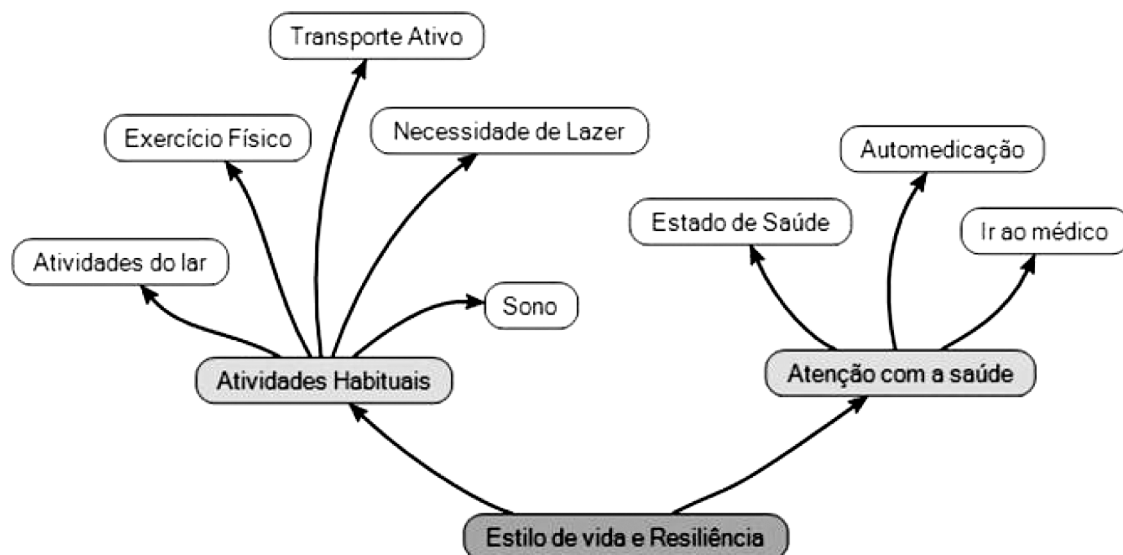 Transporte Ativo
Exercício Físico
Necessidade de Lazer
Automedicação
Estado de Saúde
Ir ao médico
Atividades do lar
Sono
Atividades Habituais
Atenção com a saúde
Estilo de vida e Resiliência